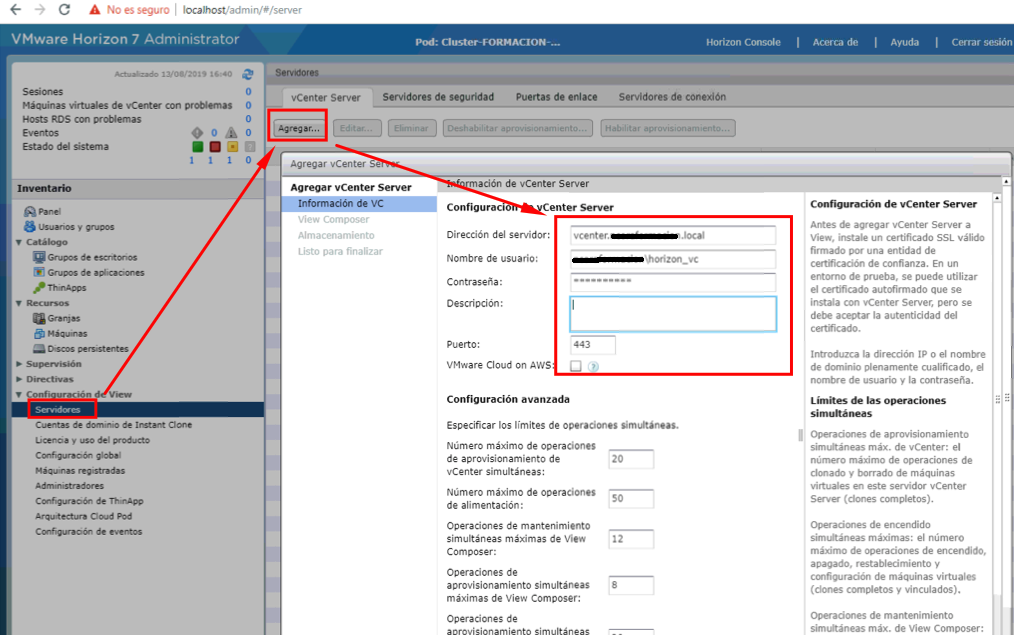 No es seguro | localhost/admin/#/server
VMware Horizon 7 Administrator
Pod: Cluster-FORMACION-...
Horizon Console | Acerca de | Ayuda | Cerrar sesión
Actualizado 13/08/2019 16:40
Sesiones 0
Máquinas virtuales de vCenter con problemas 0
Hosts RDS con problemas 0
Eventos 0 0
Estado del sistema
1 1 1 0
Inventario
Panel
Usuarios y grupos
Catálogo
Grupos de escritorios
Grupos de aplicaciones
ThinApps
Recursos
Granjas
Máquinas
Discos persistentes
Supervisión
Directivas
Configuración de View
Servidores
Cuentas de dominio de Instant Clone
Licencia y uso del producto
Configuración global
Máquinas registradas
Administradores
Configuración de ThinApp
Arquitectura Cloud Pod
Configuración de eventos
Servidores
vCenter Server
Servidores de seguridad
Puertas de enlace
Servidores de conexión
Agregar...
Editar...
Eliminar
Deshabilitar aprovisionamiento...
Habilitar aprovisionamiento...
Agregar vCenter Server
Agregar vCenter Server
Información de VC
View Composer
Almacenamiento
Listo para finalizar
Información de vCenter Server
Configuración de vCenter Server
Dirección del servidor: vcenter. .local
Nombre de usuario: \horizon_vc
Contraseña: **********
Descripción:
Puerto: 443
VMware Cloud on AWS: ?
Configuración avanzada
Especificar los límites de operaciones simultáneas.
Número máximo de operaciones
de aprovisionamiento de
vCenter simultáneas:
20
Número máximo de operaciones
de alimentación:
50
Operaciones de mantenimiento
simultáneas máximas de View
Composer:
12
Operaciones de
aprovisionamiento simultáneas
máximas de View Composer:
8
Operaciones de
aprovisionamiento simultáneas
Configuración de vCenter Server
Antes de agregar vCenter Server a
View, instale un certificado SSL válido
firmado por una entidad de
certificación de confianza. En un
entorno de prueba, se puede utilizar
el certificado autofirmado que se
instala con vCenter Server, pero se
debe aceptar la autenticidad del
certificado.
Introduzca la dirección IP o el nombre
de dominio plenamente cualificado, el
nombre de usuario y la contraseña.
Límites de las operaciones
simultáneas
Operaciones de aprovisionamiento
simultáneas máx. de vCenter: el
número máximo de operaciones de
clonado y borrado de máquinas
virtuales en este servidor vCenter
Server (clones completos).
Operaciones de encendido
simultáneas máximas: el número
máximo de operaciones de encendido,
apagado, restablecimiento y
configuración de máquinas virtuales
(clones completos y vinculados).
Operaciones de mantenimiento
simultáneas máx. de View Composer: